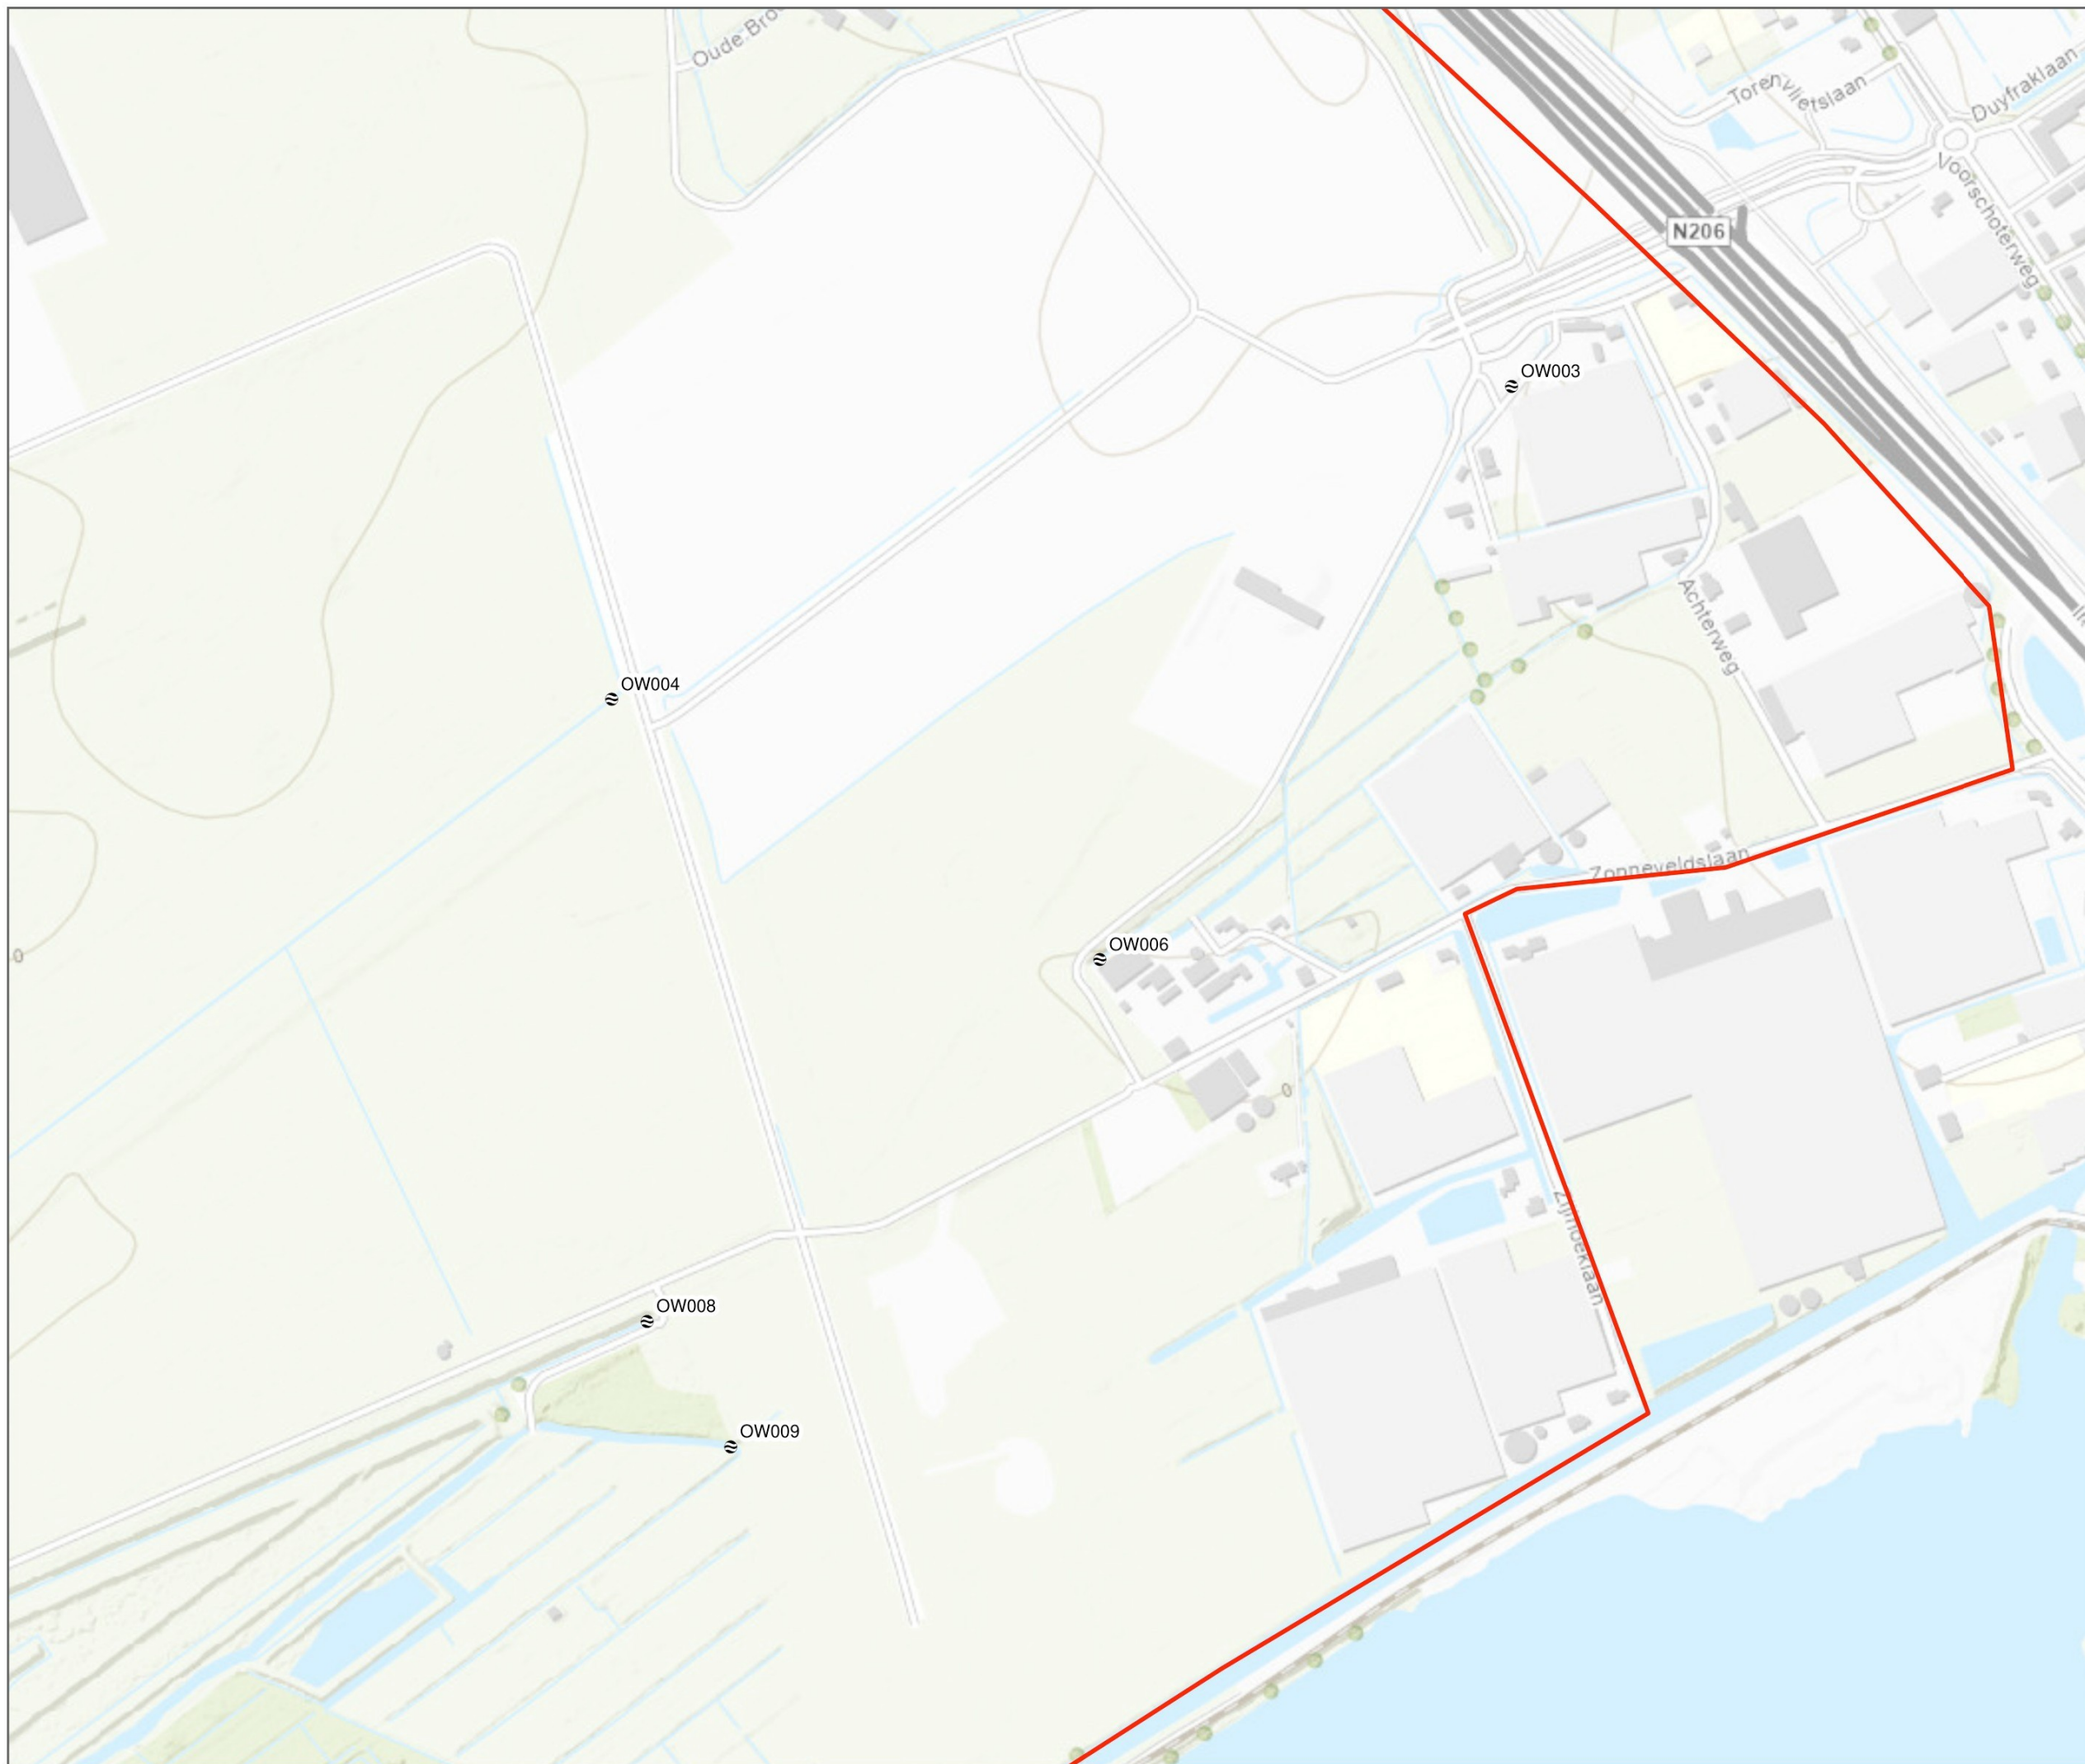 Oude Bro
Torenvlietslaan
Duyfraklaan
Voorschoterweg
N206
OW003
Achterweg
OW004
Zonneveldslaan
OW006
0
0
Zijlhoeklaan
OW008
OW009